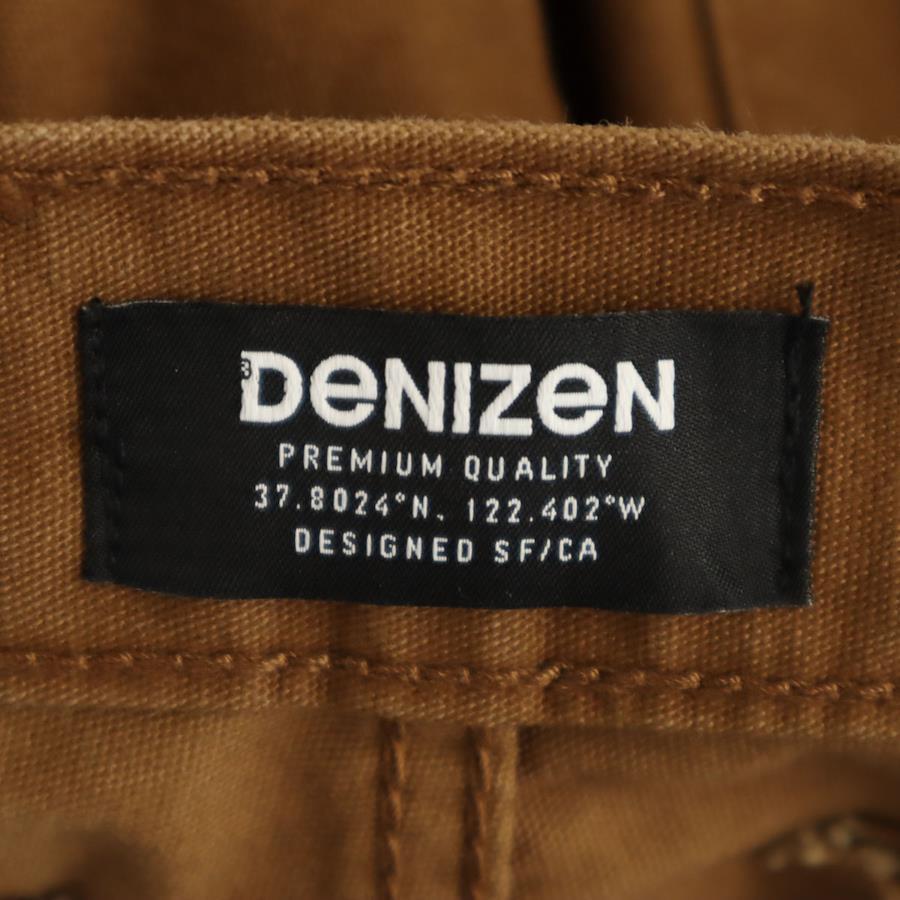 DeNIZeN
PREMIUM QUALITY
37.8024°N, 122.402°W
DESIGNED SF/CA